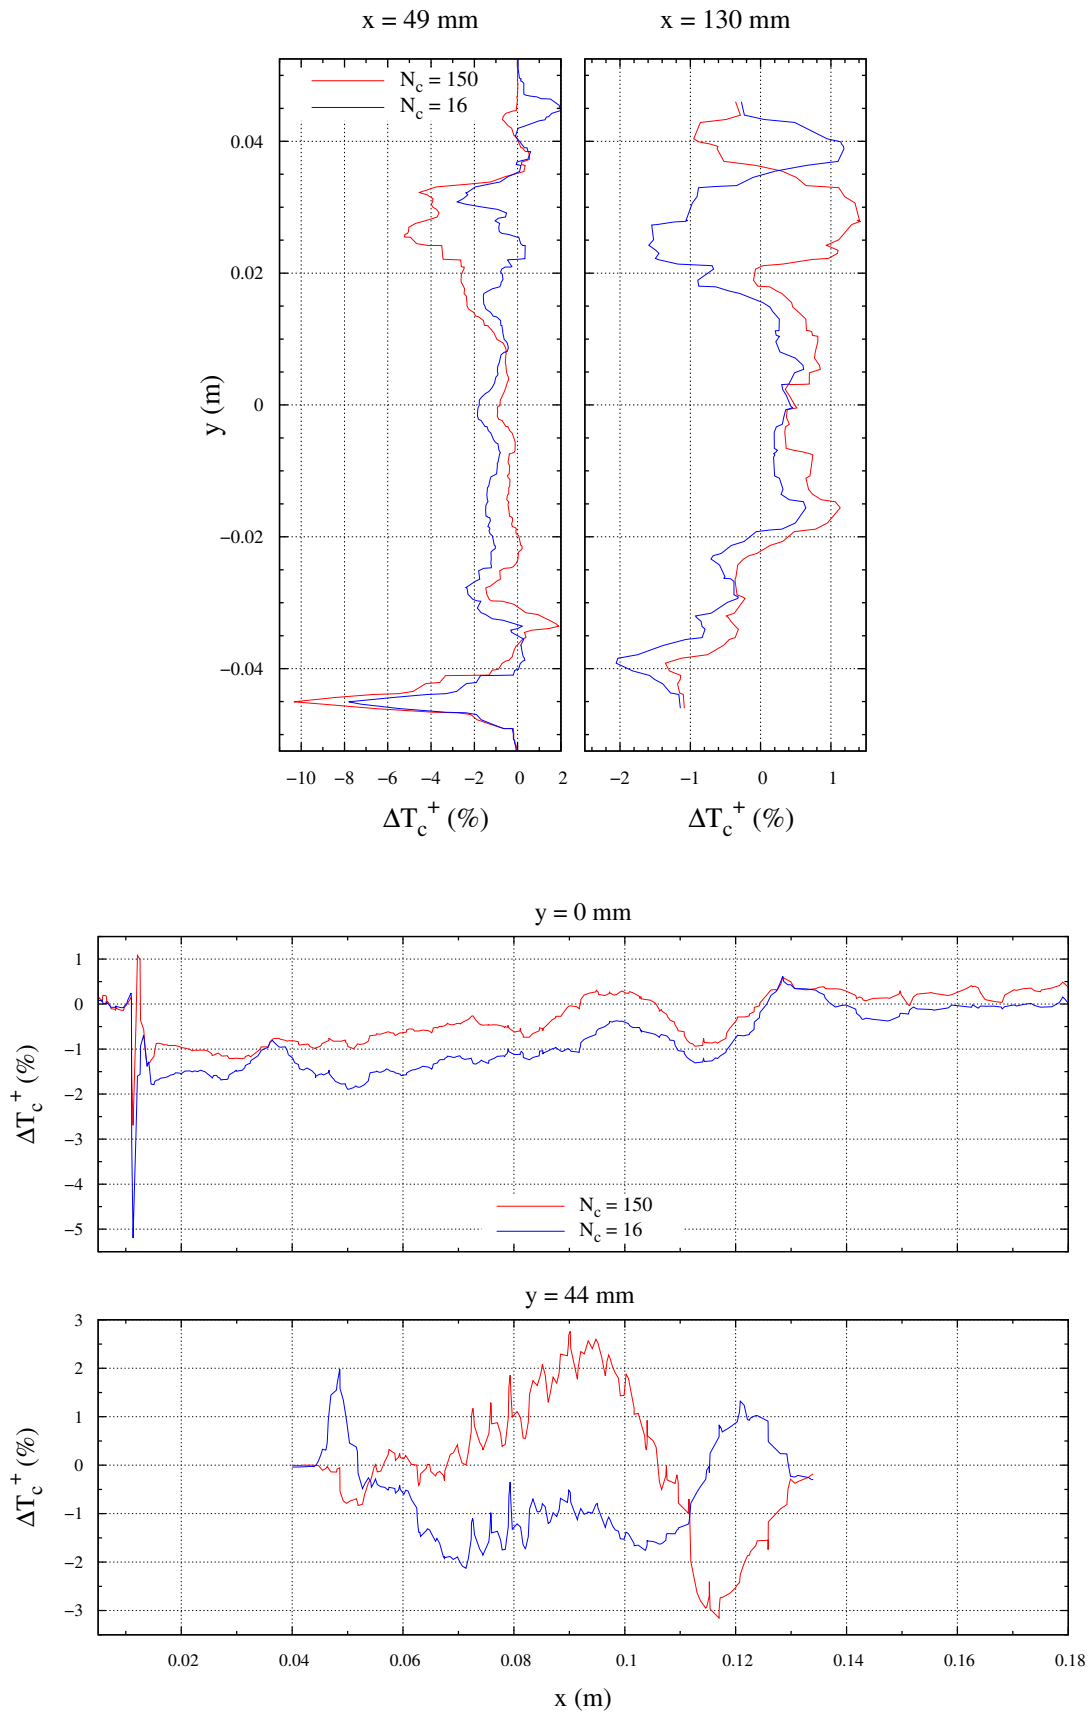 x = 49 mm
x = 130 mm
N_c = 150
N_c = 16
0.04
0.02
0
−0.02
−0.04
y (m)
−10 −8 −6 −4 −2 0 2
−2 −1 0 1
ΔT_c^+ (%)
ΔT_c^+ (%)
y = 0 mm
1
0
−1
−2
−3
−4
−5
ΔT_c^+ (%)
N_c = 150
N_c = 16
y = 44 mm
3
2
1
0
−1
−2
−3
ΔT_c^+ (%)
0.02 0.04 0.06 0.08 0.1 0.12 0.14 0.16 0.18
x (m)